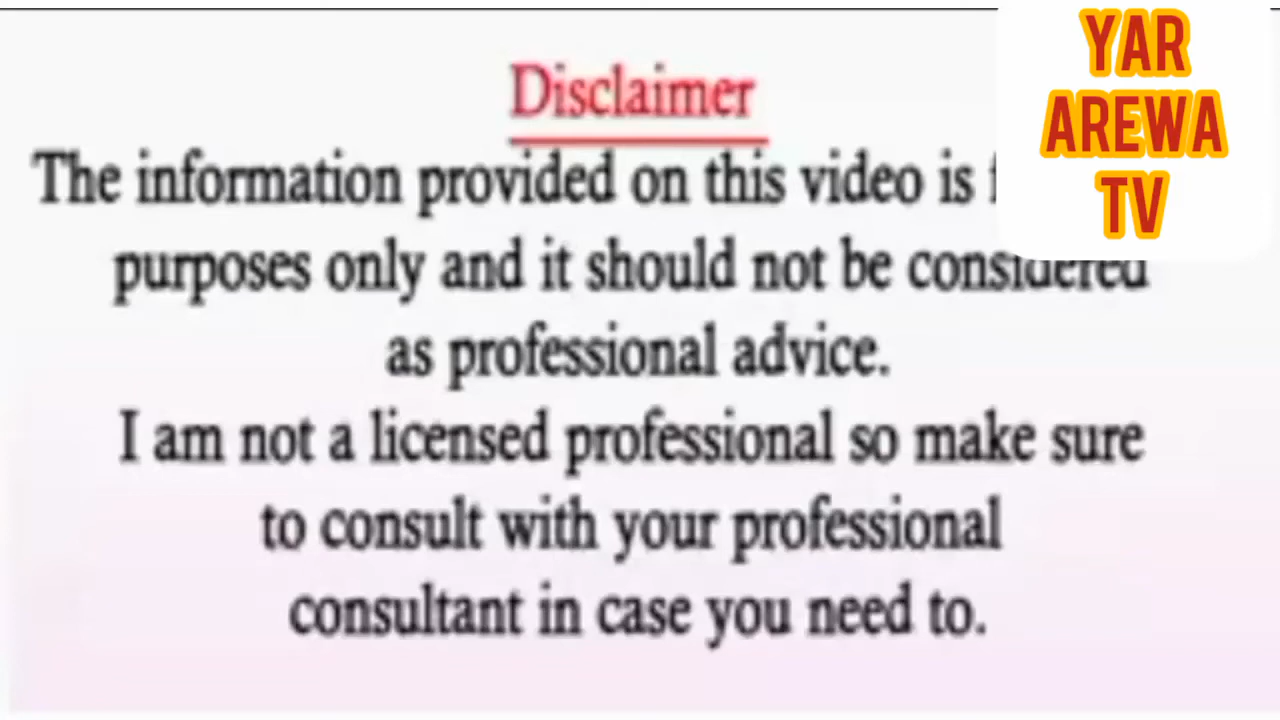 Disclaimer
The information provided on this video is
purposes only and it should not be considered
as professional advice.
I am not a licensed professional so make sure
to consult with your professional
consultant in case you need to.
YAR
AREWA
TV